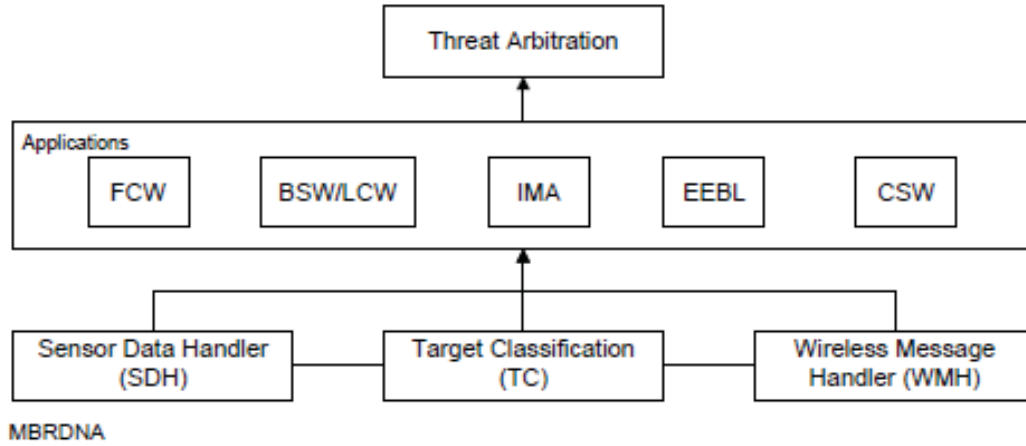 Threat Arbitration
Applications
FCW
BSW/LCW
IMA
EEBL
CSW
Sensor Data Handler
(SDH)
Target Classification
(TC)
Wireless Message
Handler (WMH)
MBRDNA